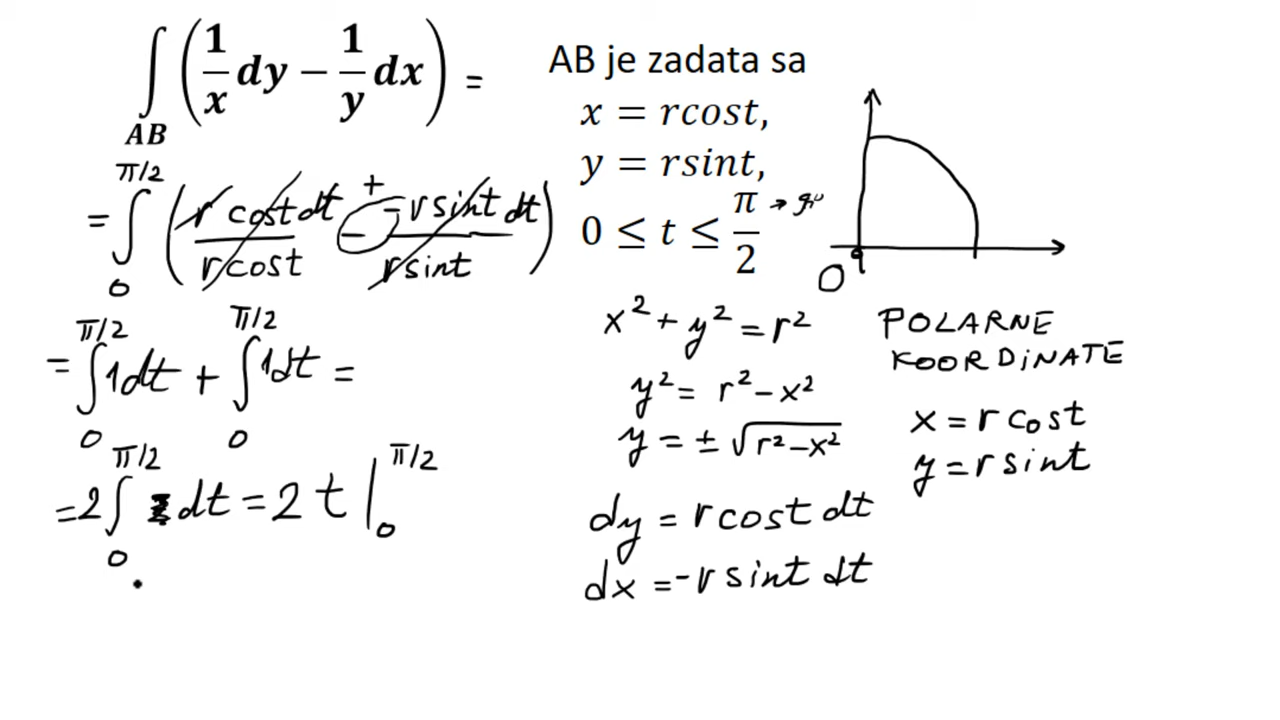 ∫_AB (1/x dy − 1/y dx) =
AB je zadata sa
x = rcost,
y = rsint,
0 ≤ t ≤ π/2
= ∫_0^{π/2} (r cost dt / r cost − −r sint dt / r sint)
+
= ∫_0^{π/2} 1dt + ∫_0^{π/2} 1dt =
= 2 ∫_0^{π/2} dt = 2 t |_0^{π/2}
0
x² + y² = r²
y² = r² − x²
y = ± √(r² − x²)
dy = r cost dt
dx = −r sint dt
POLARNE
KOORDINATE
x = r cost
y = r sint